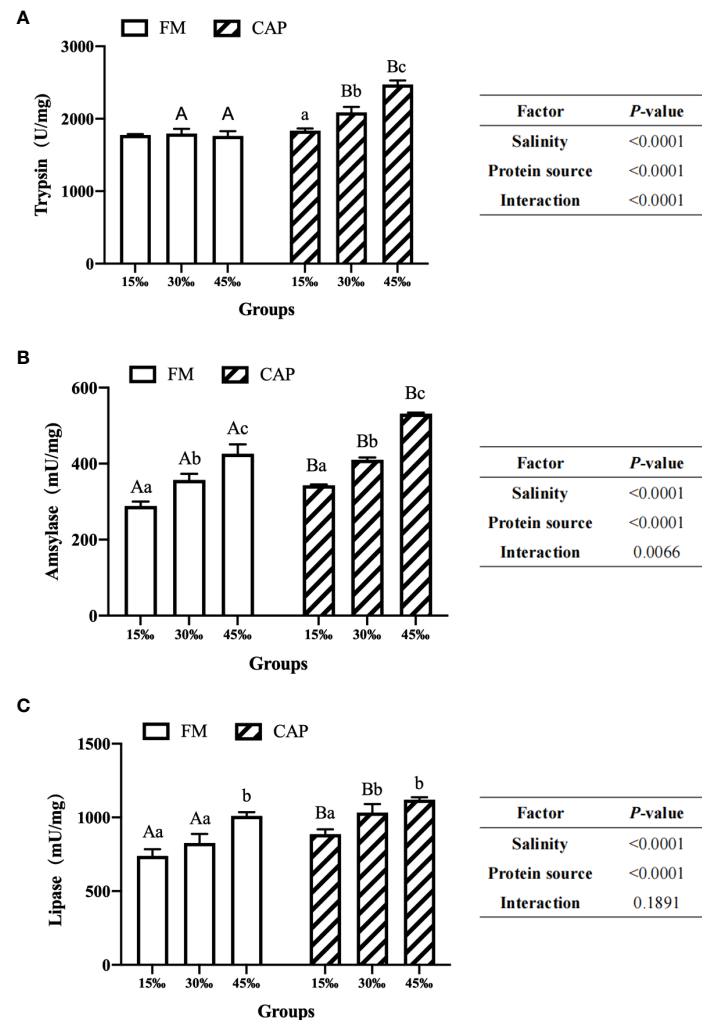 A
FM CAP
3000
2000
1000
0
Trypsin (U/mg)
A A a Bb Bc
15‰ 30‰ 45‰ 15‰ 30‰ 45‰
Groups
Factor P-value
Salinity <0.0001
Protein source <0.0001
Interaction <0.0001
B
FM CAP
600
400
200
0
Amsylase (mU/mg)
Aa Ab Ac Ba Bb Bc
15‰ 30‰ 45‰ 15‰ 30‰ 45‰
Groups
Factor P-value
Salinity <0.0001
Protein source <0.0001
Interaction 0.0066
C
FM CAP
1500
1000
500
0
Lipase (mU/mg)
Aa Aa b Ba Bb b
15‰ 30‰ 45‰ 15‰ 30‰ 45‰
Groups
Factor P-value
Salinity <0.0001
Protein source <0.0001
Interaction 0.1891